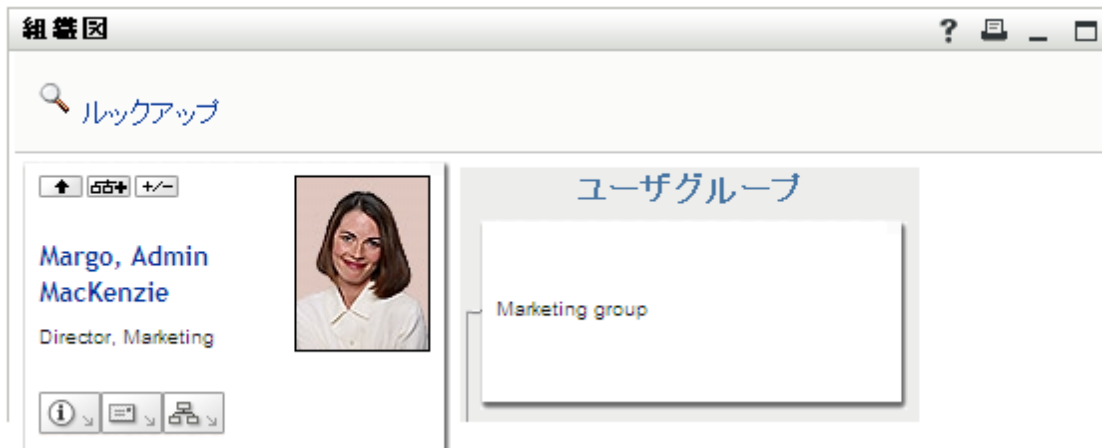 組織図
ルックアップ
+/-
Margo, Admin
MacKenzie
Director, Marketing
ユーザグループ
Marketing group